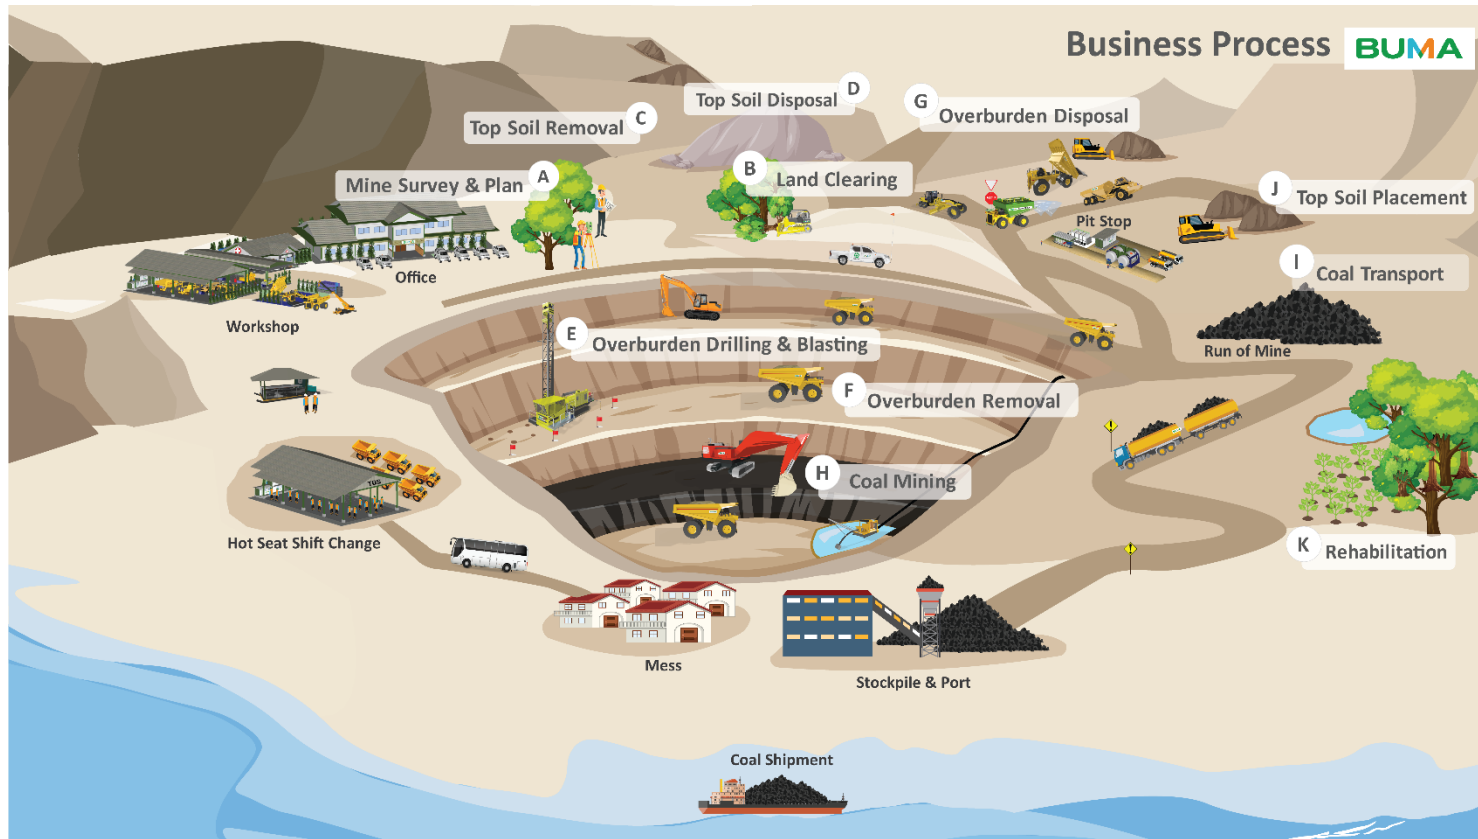 Business Process BUMA
D
Top Soil Disposal
G
Overburden Disposal
C
Top Soil Removal
A
Mine Survey & Plan
B
Land Clearing
J
Top Soil Placement
Pit Stop
Office
I
Coal Transport
Workshop
E
Overburden Drilling & Blasting
Run of Mine
F
Overburden Removal
H
Coal Mining
Hot Seat Shift Change
K
Rehabilitation
Mess
Stockpile & Port
Coal Shipment